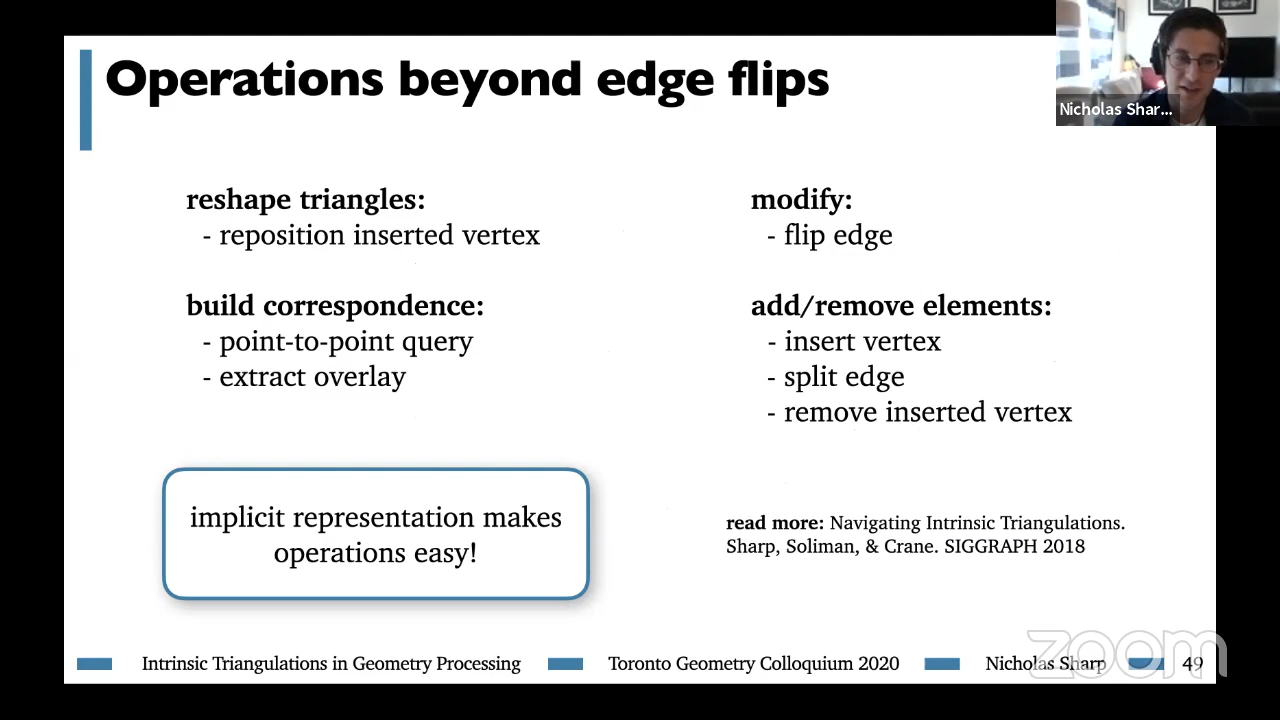 Operations beyond edge flips
Nicholas Shar...
reshape triangles:
- reposition inserted vertex
build correspondence:
- point-to-point query
- extract overlay
modify:
- flip edge
add/remove elements:
- insert vertex
- split edge
- remove inserted vertex
implicit representation makes
operations easy!
read more: Navigating Intrinsic Triangulations.
Sharp, Soliman, & Crane. SIGGRAPH 2018
Intrinsic Triangulations in Geometry Processing
Toronto Geometry Colloquium 2020
Nicholas Sharp
49
zoom